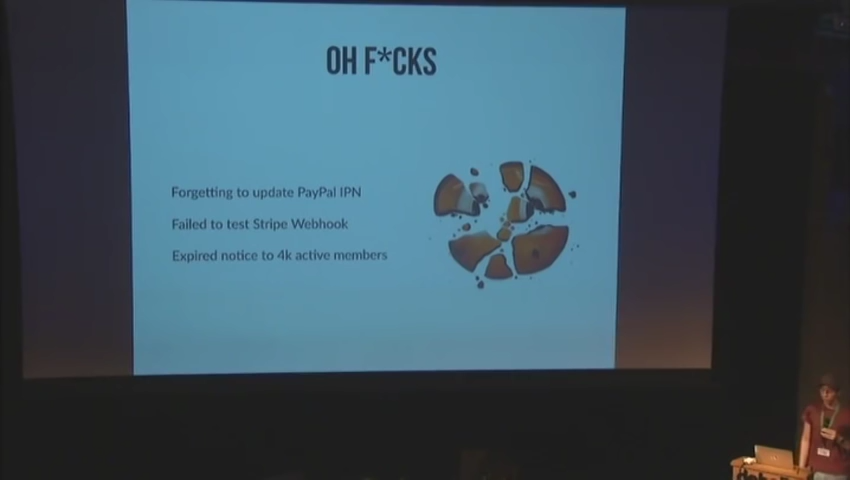 OH F*CKS
Forgetting to update PayPal IPN
Failed to test Stripe Webhook
Expired notice to 4k active members